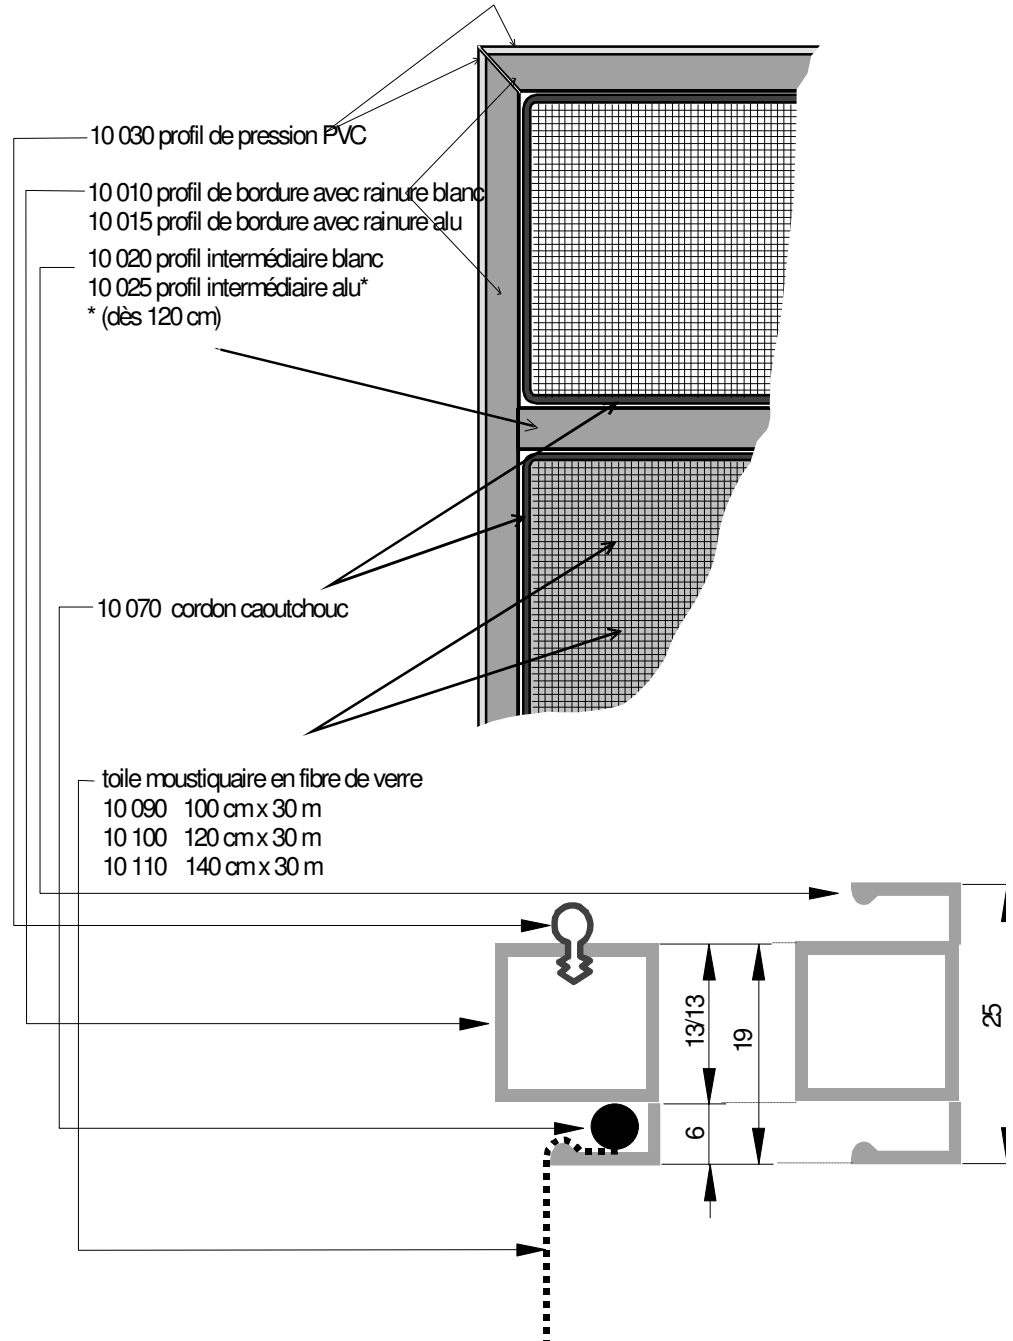 10 030 profil de pression PVC
10 010 profil de bordure avec rainure blanc
10 015 profil de bordure avec rainure alu
10 020 profil intermédiaire blanc
10 025 profil intermédiaire alu*
* (dès 120 cm)
10 070 cordon caoutchouc
toile moustiquaire en fibre de verre
10 090 100 cm x 30 m
10 100 120 cm x 30 m
10 110 140 cm x 30 m
13/13
19
6
25